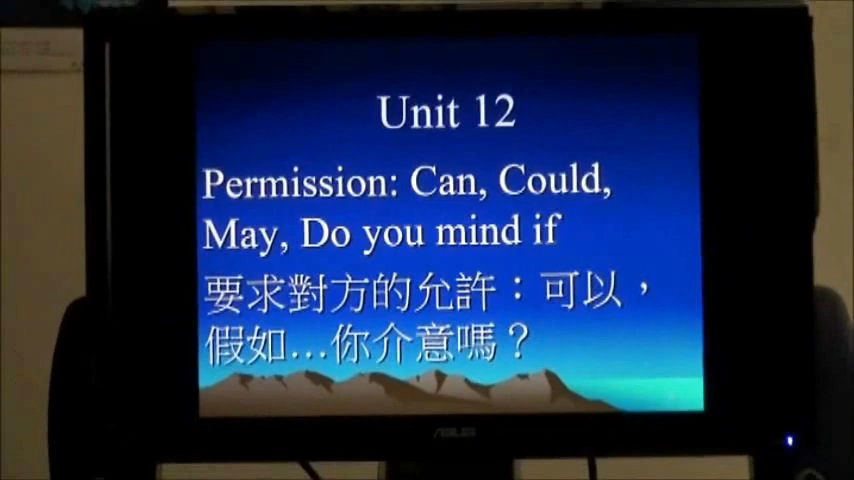 Unit 12
Permission: Can, Could,
May, Do you mind if
要求對方的允許：可以，
假如...你介意嗎？
ASUS